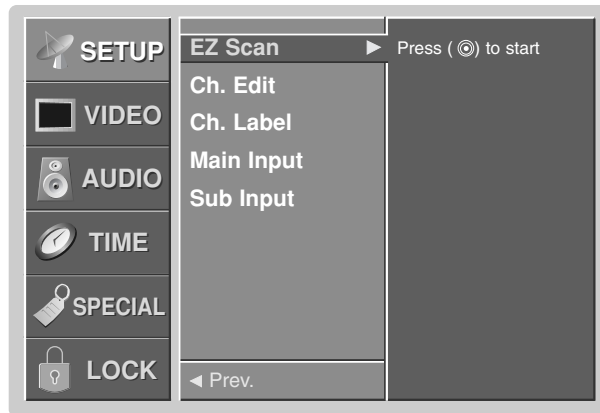 SETUP
VIDEO
AUDIO
TIME
SPECIAL
LOCK
EZ Scan ▶
Ch. Edit
Ch. Label
Main Input
Sub Input
◀ Prev.
Press ( ◎ ) to start